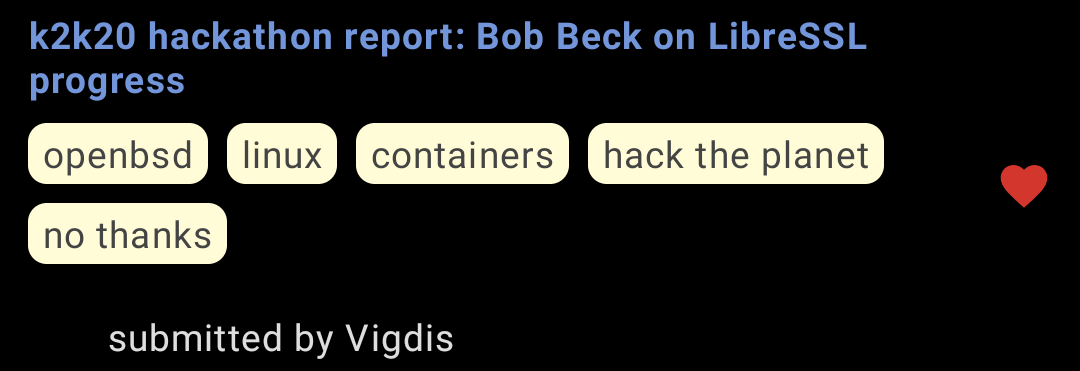 k2k20 hackathon report: Bob Beck on LibreSSL
progress
openbsd linux containers hack the planet
no thanks
submitted by Vigdis